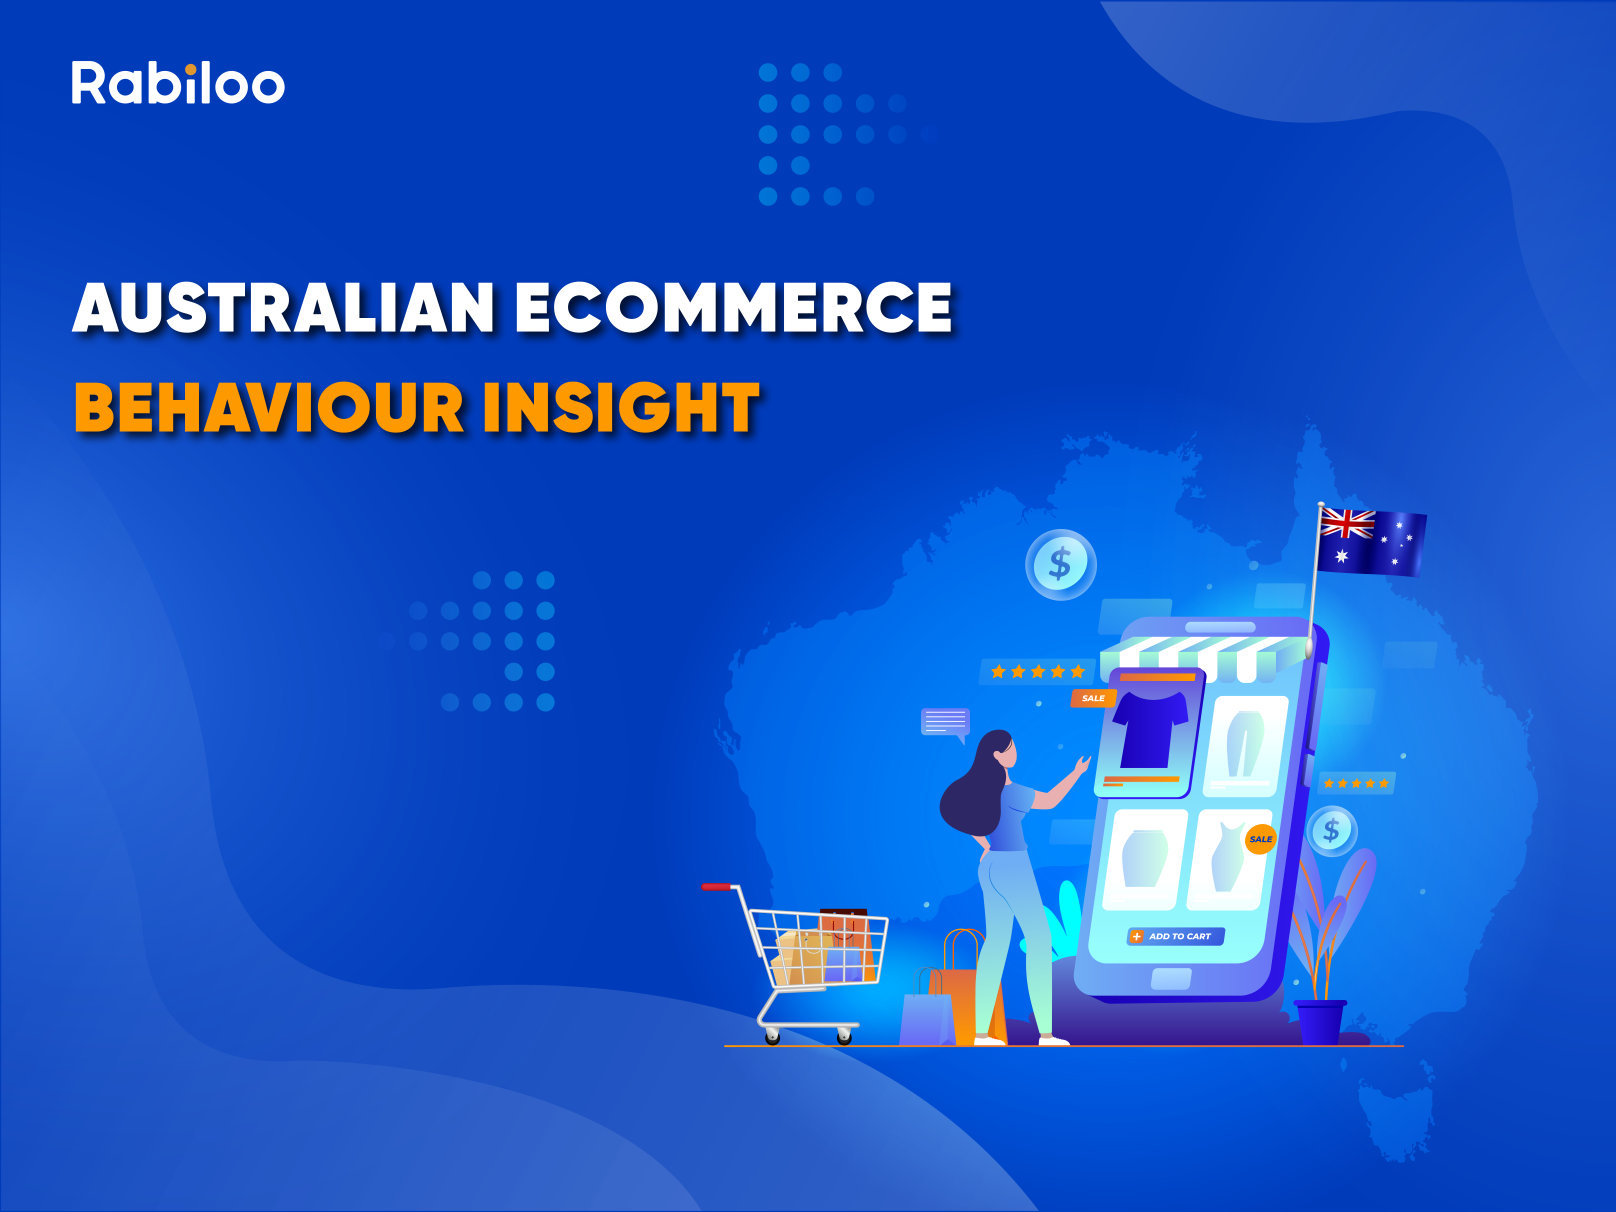 Rabiloo
AUSTRALIAN ECOMMERCE
BEHAVIOUR INSIGHT
$
SALE
$
SALE
+ ADD TO CART